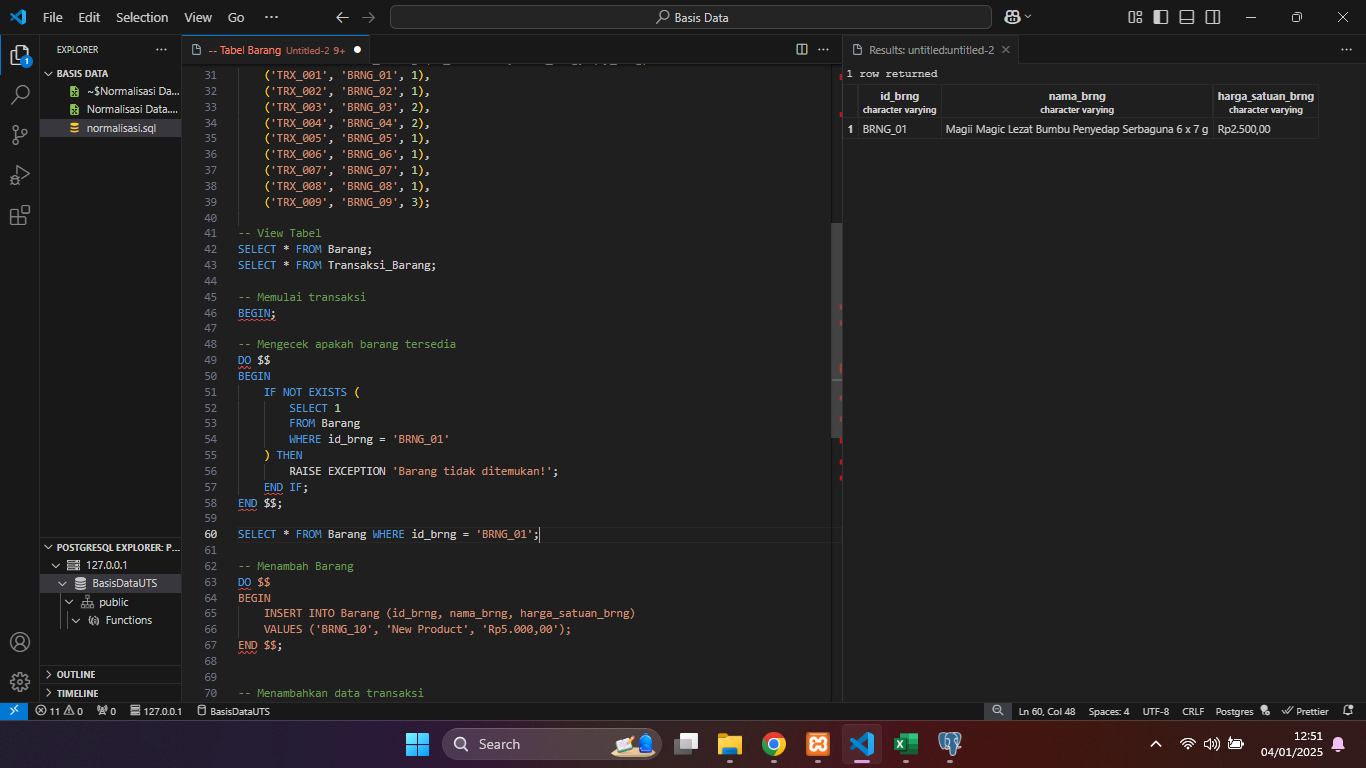 File Edit Selection View Go ··· Basis Data
EXPLORER ···
BASIS DATA
~$Normalisasi Da...
Normalisasi Data....
normalisasi.sql
1
POSTGRESQL EXPLORER: P...
127.0.0.1
BasisDataUTS
public
Functions
OUTLINE
TIMELINE
-- Tabel Barang Untitled-2 9+
31 ('TRX_001', 'BRNG_01', 1),
32 ('TRX_002', 'BRNG_02', 1),
33 ('TRX_003', 'BRNG_03', 2),
34 ('TRX_004', 'BRNG_04', 2),
35 ('TRX_005', 'BRNG_05', 1),
36 ('TRX_006', 'BRNG_06', 1),
37 ('TRX_007', 'BRNG_07', 1),
38 ('TRX_008', 'BRNG_08', 1),
39 ('TRX_009', 'BRNG_09', 3);
40
41 -- View Tabel
42 SELECT * FROM Barang;
43 SELECT * FROM Transaksi_Barang;
44
45 -- Memulai transaksi
46 BEGIN;
47
48 -- Mengecek apakah barang tersedia
49 DO $$
50 BEGIN
51 IF NOT EXISTS (
52 SELECT 1
53 FROM Barang
54 WHERE id_brng = 'BRNG_01'
55 ) THEN
56 RAISE EXCEPTION 'Barang tidak ditemukan!';
57 END IF;
58 END $$;
59
60 SELECT * FROM Barang WHERE id_brng = 'BRNG_01';
61
62 -- Menambah Barang
63 DO $$
64 BEGIN
65 INSERT INTO Barang (id_brng, nama_brng, harga_satuan_brng)
66 VALUES ('BRNG_10', 'New Product', 'Rp5.000,00');
67 END $$;
68
69
70 -- Menambahkan data transaksi
Results: untitled:untitled-2
1 row returned
id_brng nama_brng harga_satuan_brng
character varying character varying character varying
1 BRNG_01 Magii Magic Lezat Bumbu Penyedap Serbaguna 6 x 7 g Rp2.500,00
11 0 0 127.0.0.1 BasisDataUTS Ln 60, Col 48 Spaces: 4 UTF-8 CRLF Postgres Prettier
Search
12:51
04/01/2025